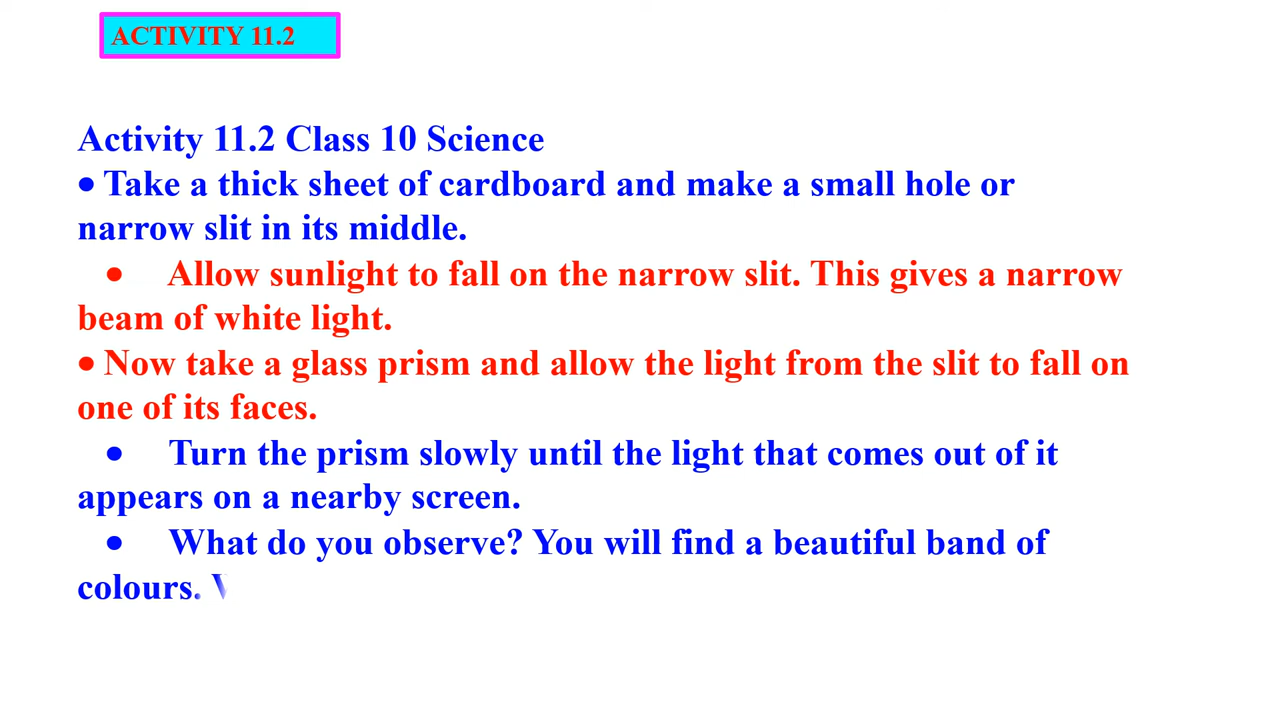 ACTIVITY 11.2
Activity 11.2 Class 10 Science
• Take a thick sheet of cardboard and make a small hole or
narrow slit in its middle.
• Allow sunlight to fall on the narrow slit. This gives a narrow
beam of white light.
• Now take a glass prism and allow the light from the slit to fall on
one of its faces.
• Turn the prism slowly until the light that comes out of it
appears on a nearby screen.
• What do you observe? You will find a beautiful band of
colours.